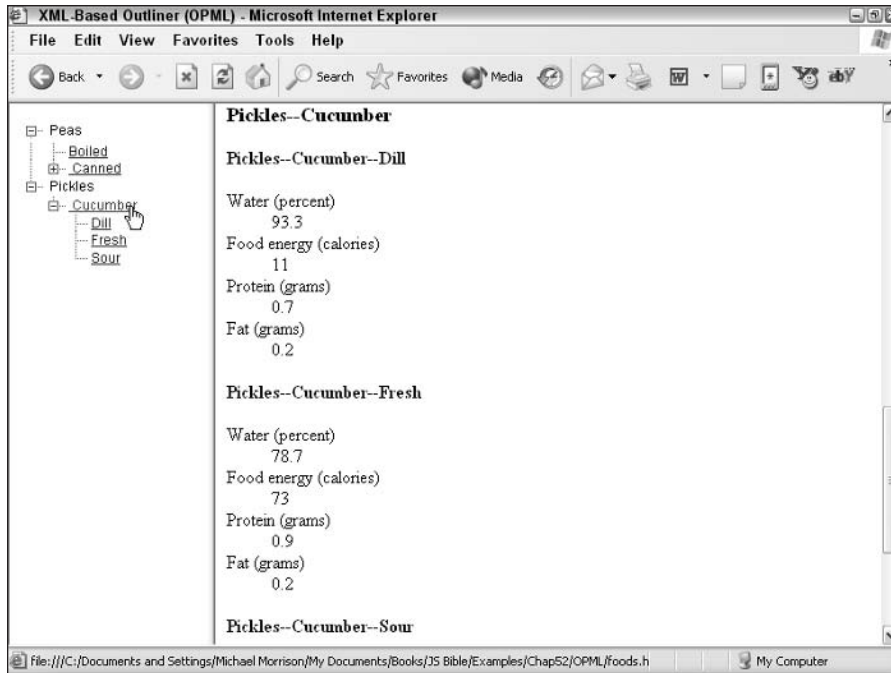 XML-Based Outliner (OPML) - Microsoft Internet Explorer
File Edit View Favorites Tools Help
Back Search Favorites Media
Peas
Boiled
Canned
Pickles
Cucumber
Dill
Fresh
Sour
Pickles--Cucumber
Pickles--Cucumber--Dill
Water (percent)
93.3
Food energy (calories)
11
Protein (grams)
0.7
Fat (grams)
0.2
Pickles--Cucumber--Fresh
Water (percent)
78.7
Food energy (calories)
73
Protein (grams)
0.9
Fat (grams)
0.2
Pickles--Cucumber--Sour
file:///C:/Documents and Settings/Michael Morrison/My Documents/Books/JS Bible/Examples/Chap52/OPML/foods.h My Computer